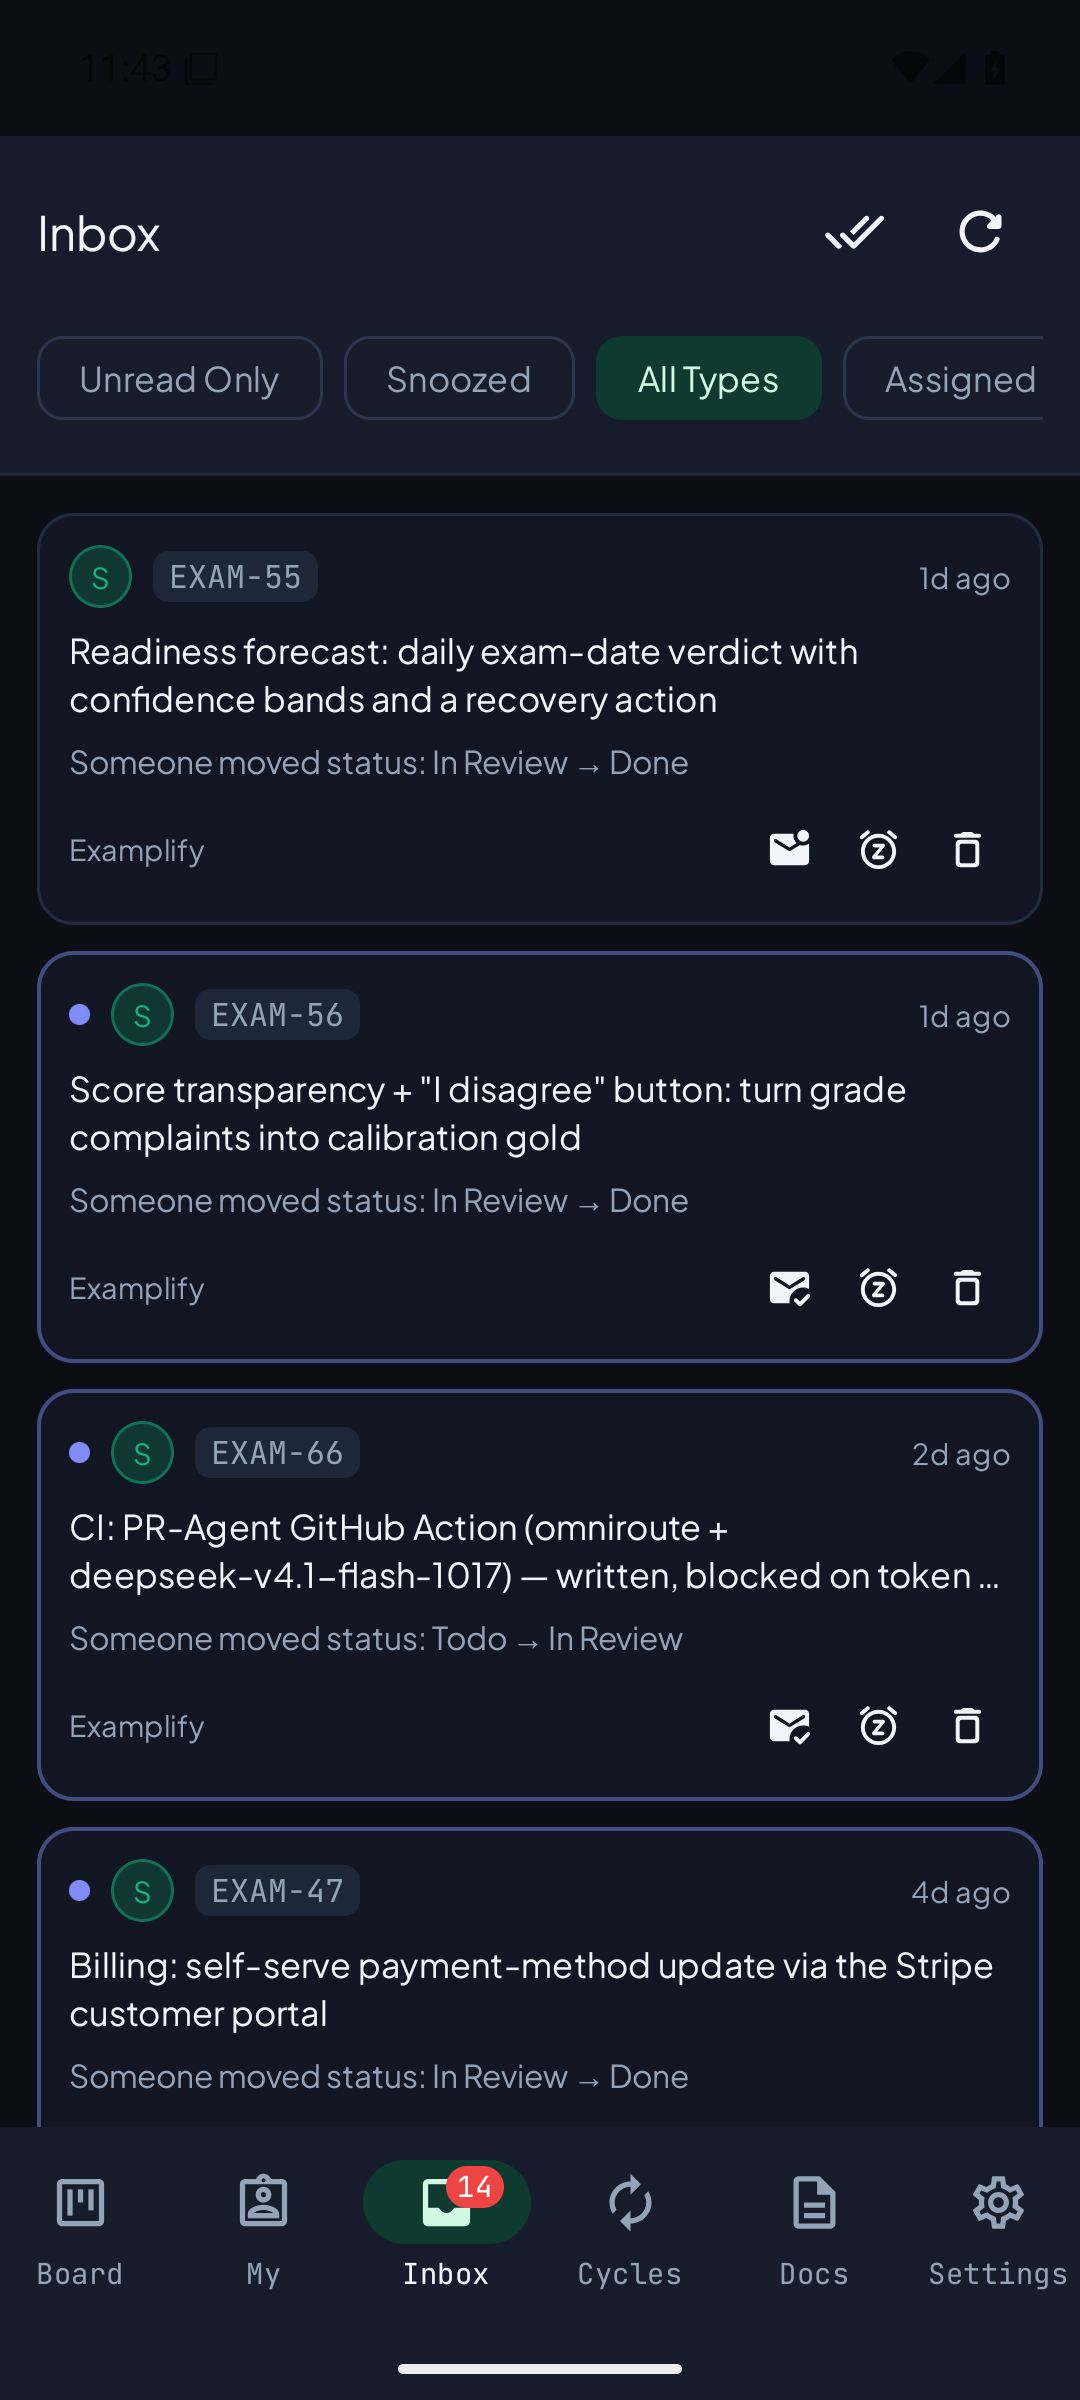 11:43
Inbox
Unread Only
Snoozed
All Types
Assigned
S
EXAM-55
1d ago
Readiness forecast: daily exam-date verdict with
confidence bands and a recovery action
Someone moved status: In Review → Done
Examplify
S
EXAM-56
1d ago
Score transparency + "I disagree" button: turn grade
complaints into calibration gold
Someone moved status: In Review → Done
Examplify
S
EXAM-66
2d ago
CI: PR-Agent GitHub Action (omniroute +
deepseek-v4.1-flash-1017) — written, blocked on token ...
Someone moved status: Todo → In Review
Examplify
S
EXAM-47
4d ago
Billing: self-serve payment-method update via the Stripe
customer portal
Someone moved status: In Review → Done
14
Board
My
Inbox
Cycles
Docs
Settings